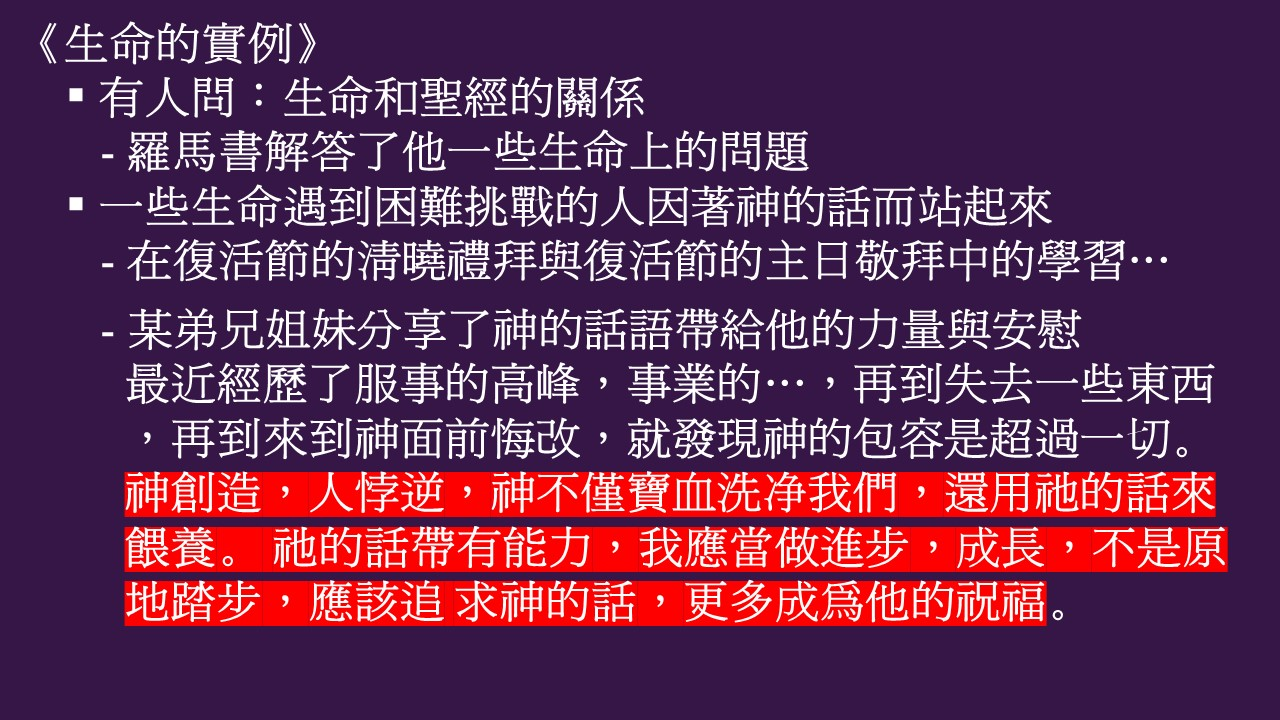 《生命的實例》
▪ 有人問：生命和聖經的關係
- 羅馬書解答了他一些生命上的問題
▪ 一些生命遇到困難挑戰的人因著神的話而站起來
- 在復活節的清曉禮拜與復活節的主日敬拜中的學習…
- 某弟兄姐妹分享了神的話語帶給他的力量與安慰
最近經歷了服事的高峰，事業的…，再到失去一些東西
，再到來到神面前悔改，就發現神的包容是超過一切。
神創造，人悖逆，神不僅寶血洗净我們，還用祂的話來
餵養。 祂的話帶有能力，我應當做進步，成長，不是原
地踏步，應該追 求神的話，更多成爲他的祝福。